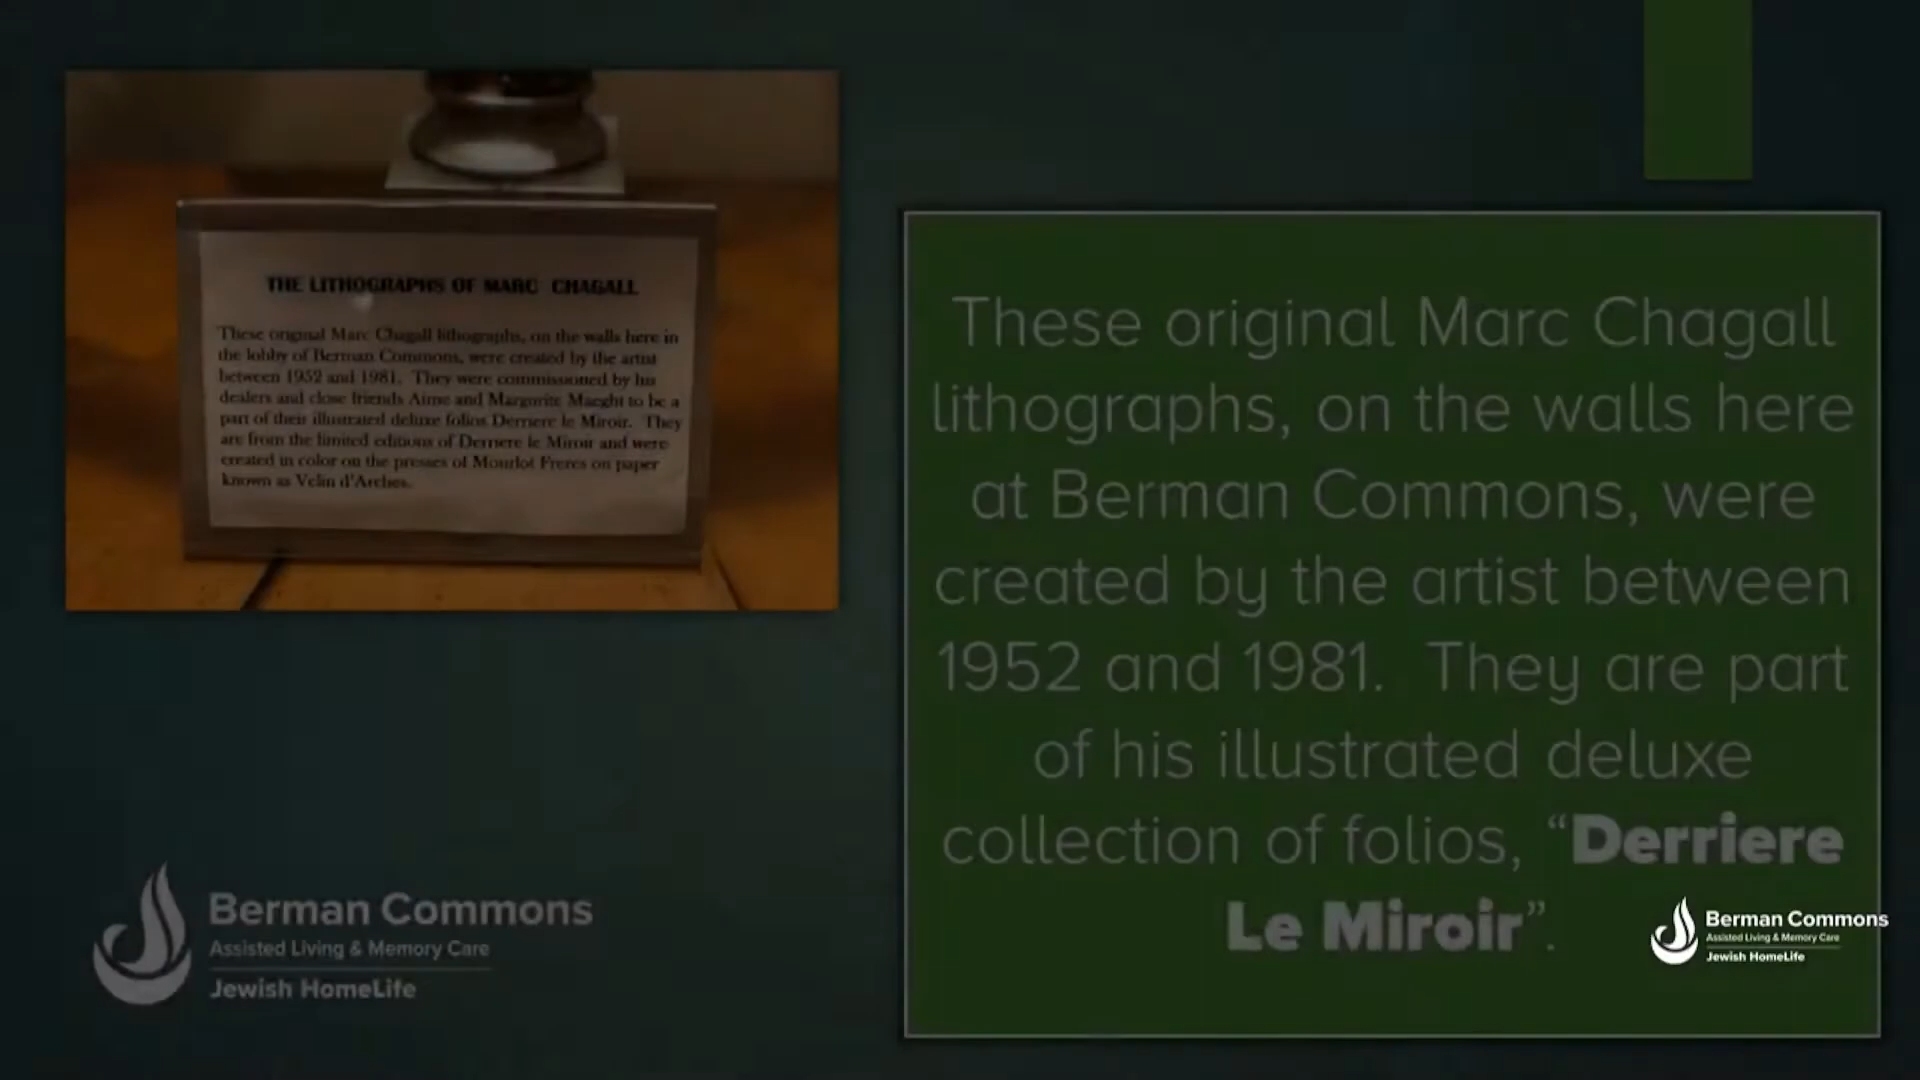 THE LITHOGRAPHS OF MARC CHAGALL
These original Marc Chagall lithographs, on the walls here in
the lobby of Berman Commons, were created by the artist
between 1952 and 1981. They were commissioned by his
dealers and close friends Aime and Margurite Maeght to be a
part of their illustrated deluxe folios Derriere le Miroir. They
are from the limited editions of Derriere le Miroir and were
created in color on the presses of Mourlot Freres on paper
known as Velin d'Arches.
These original Marc Chagall
lithographs, on the walls here
at Berman Commons, were
created by the artist between
1952 and 1981. They are part
of his illustrated deluxe
collection of folios, “Derriere
Le Miroir”.
Berman Commons
Assisted Living & Memory Care
Jewish HomeLife
Berman Commons
Assisted Living & Memory Care
Jewish HomeLife